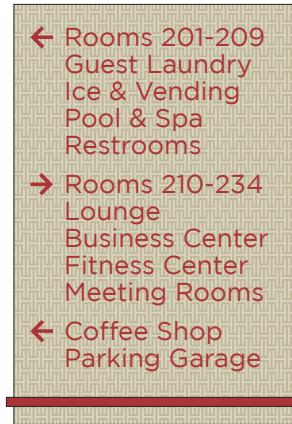 ← Rooms 201-209
Guest Laundry
Ice & Vending
Pool & Spa
Restrooms
→ Rooms 210-234
Lounge
Business Center
Fitness Center
Meeting Rooms
← Coffee Shop
Parking Garage